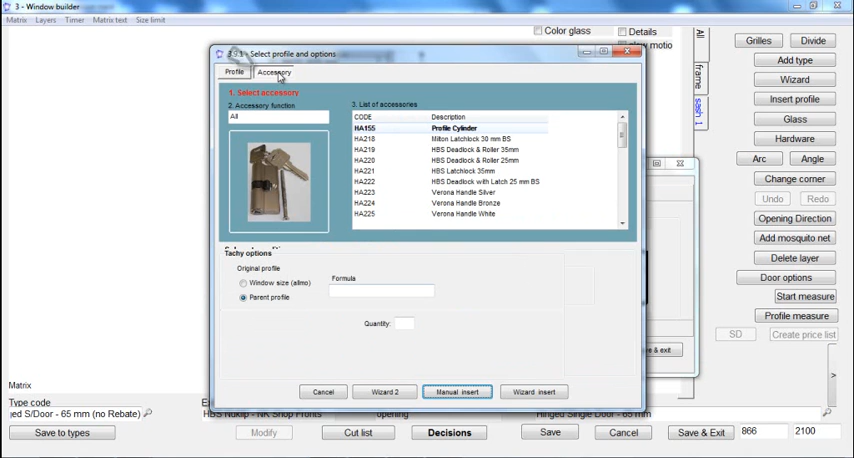 3 - Window builder
Matrix Layers Timer Matrix text Size limit
Color glass
Details
All
frame
sash 1
Grilles Divide
Add type
Wizard
Insert profile
Glass
Hardware
Arc Angle
Change corner
Undo Redo
Opening Direction
Add mosquito net
Delete layer
Door options
Start measure
Profile measure
SD Create price list
>
3.9.1 - Select profile and options
Profile Accessory
1. Select accessory
2. Accessory function
All
3. List of accessories
CODE Description
HA155 Profile Cylinder
HA218 Milton Latchlock 30 mm BS
HA219 HBS Deadlock & Roller 35mm
HA220 HBS Deadlock & Roller 25mm
HA221 HBS Latchlock 35mm
HA222 HBS Deadlock with Latch 25 mm BS
HA223 Verona Handle Silver
HA224 Verona Handle Bronze
HA225 Verona Handle White
Tachy options
Original profile
Window size (allmo)
Parent profile
Formula
Quantity:
Cancel Wizard 2 Manual insert Wizard insert
& exit
Matrix
Type code
ged S/Door - 65 mm (no Rebate) HBS Nuklip - NK Shop Fronts opening Hinged Single Door - 65 mm
Save to types Modify Cut list Decisions Save Cancel Save & Exit 866 2100